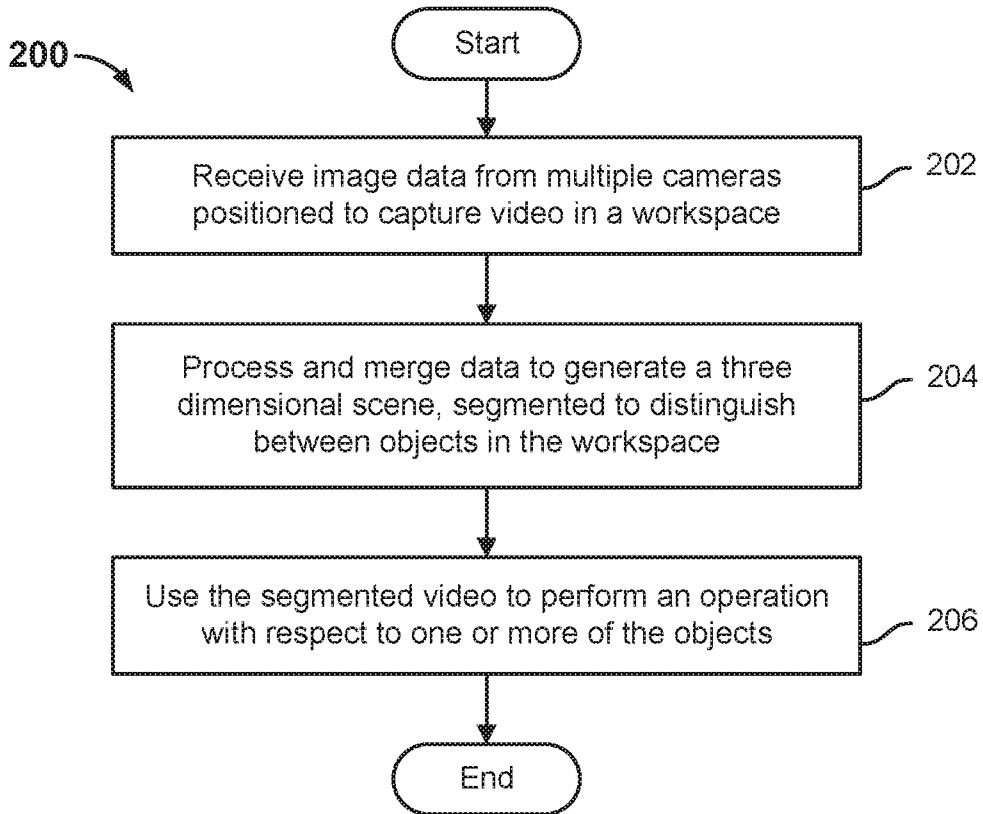 200
Start
Receive image data from multiple cameras
positioned to capture video in a workspace
202
Process and merge data to generate a three
dimensional scene, segmented to distinguish
between objects in the workspace
204
Use the segmented video to perform an operation
with respect to one or more of the objects
206
End